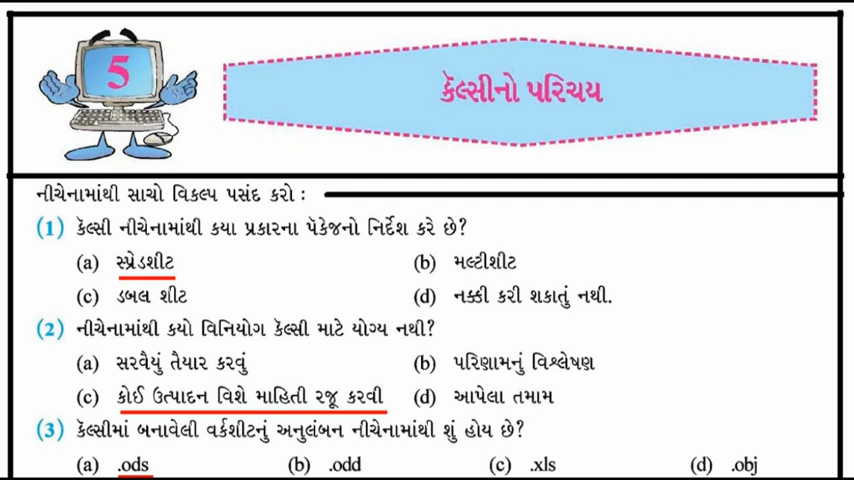 5
કૅલ્સીનો પરિચય
નીચેનામાંથી સાચો વિકલ્પ પસંદ કરો :
(1) કૅલ્સી નીચેનામાંથી કયા પ્રકારના પૅકેજનો નિર્દેશ કરે છે?
(a) સ્પ્રેડશીટ (b) મલ્ટીશીટ
(c) ડબલ શીટ (d) નક્કી કરી શકાતું નથી.
(2) નીચેનામાંથી કયો વિનિયોગ કૅલ્સી માટે યોગ્ય નથી?
(a) સરવૈયું તૈયાર કરવું (b) પરિણામનું વિશ્લેષણ
(c) કોઈ ઉત્પાદન વિશે માહિતી રજૂ કરવી (d) આપેલા તમામ
(3) કૅલ્સીમાં બનાવેલી વર્કશીટનું અનુલંબન નીચેનામાંથી શું હોય છે?
(a) .ods (b) .odd (c) .xls (d) .obj